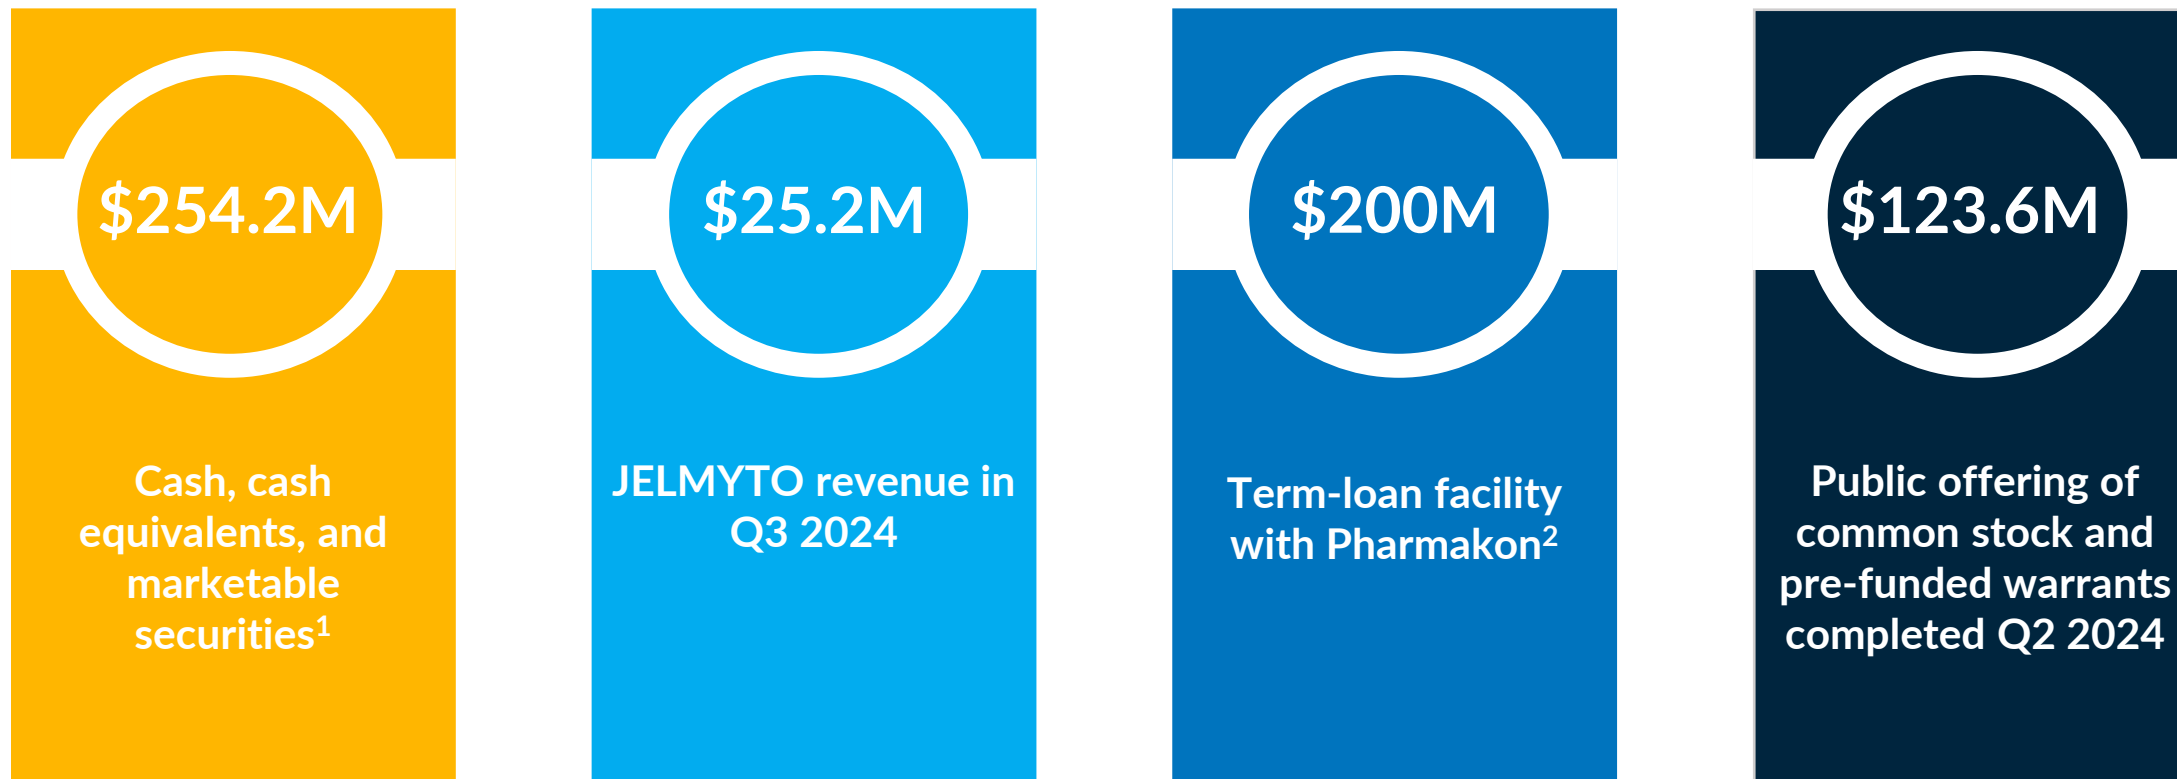 $254.2M
Cash, cash
equivalents, and
marketable
securities¹
$25.2M
JELMYTO revenue in
Q3 2024
$200M
Term-loan facility
with Pharmakon²
$123.6M
Public offering of
common stock and
pre-funded warrants
completed Q2 2024